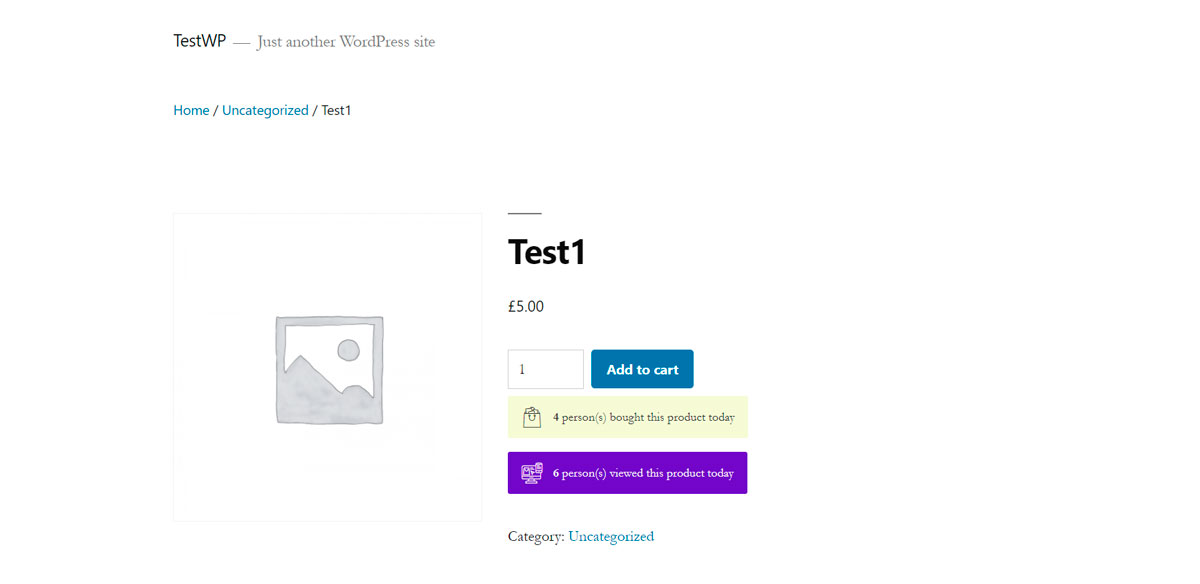 TestWP — Just another WordPress site
Home / Uncategorized / Test1
Test1
£5.00
1
Add to cart
4 person(s) bought this product today
6 person(s) viewed this product today
Category: Uncategorized